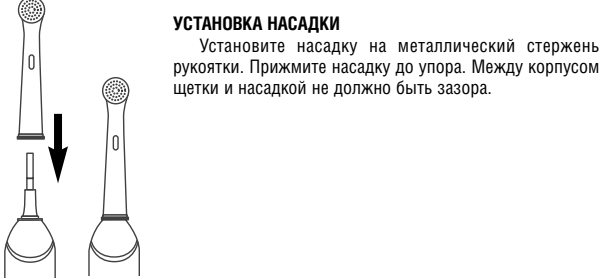 УСТАНОВКА НАСАДКИ
Установите насадку на металлический стержень
рукоятки. Прижмите насадку до упора. Между корпусом
щетки и насадкой не должно быть зазора.